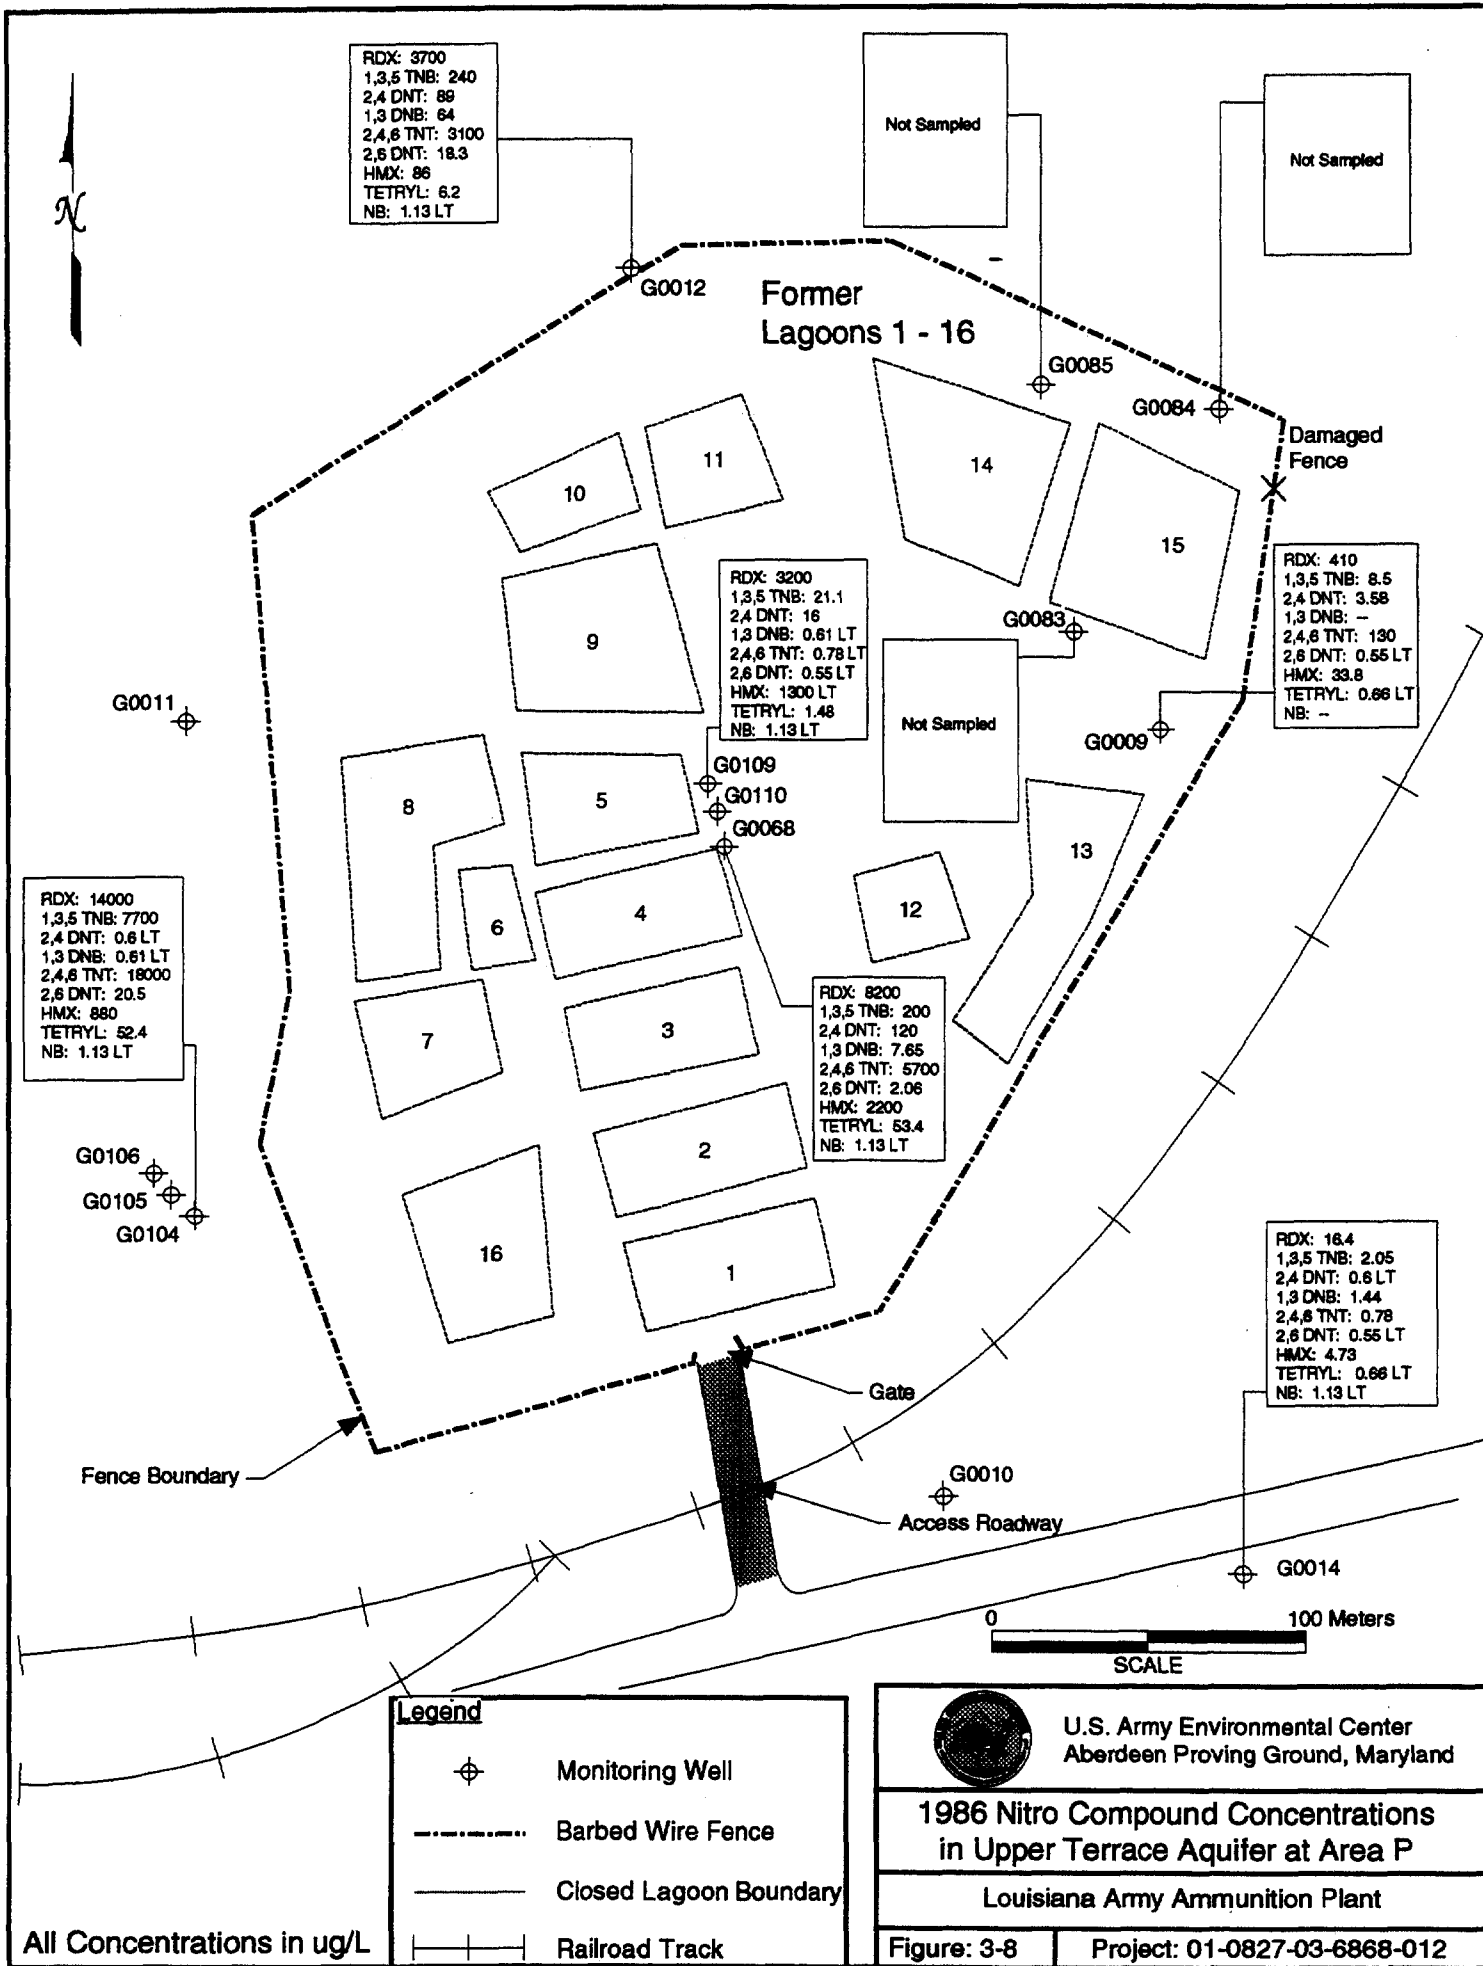 RDX: 3700
1,3,5 TNB: 240
2,4 DNT: 89
1,3 DNB: 64
2,4,6 TNT: 3100
2,6 DNT: 18.3
HMX: 86
TETRYL: 6.2
NB: 1.13 LT
Not Sampled
Not Sampled
N
G0012
Former
Lagoons 1 - 16
G0085
G0084
Damaged
Fence
11
10
14
15
9
RDX: 3200
1,3,5 TNB: 21.1
2,4 DNT: 16
1,3 DNB: 0.61 LT
2,4,6 TNT: 0.78 LT
2,6 DNT: 0.55 LT
HMX: 1300 LT
TETRYL: 1.48
NB: 1.13 LT
G0083
Not Sampled
RDX: 410
1,3,5 TNB: 8.5
2,4 DNT: 3.58
1,3 DNB: --
2,4,6 TNT: 130
2,6 DNT: 0.55 LT
HMX: 33.8
TETRYL: 0.66 LT
NB: --
G0011
G0009
G0109
G0110
G0068
8
5
13
12
6
4
RDX: 14000
1,3,5 TNB: 7700
2,4 DNT: 0.6 LT
1,3 DNB: 0.61 LT
2,4,6 TNT: 18000
2,6 DNT: 20.5
HMX: 880
TETRYL: 52.4
NB: 1.13 LT
7
3
RDX: 8200
1,3,5 TNB: 200
2,4 DNT: 120
1,3 DNB: 7.65
2,4,6 TNT: 5700
2,6 DNT: 2.06
HMX: 2200
TETRYL: 53.4
NB: 1.13 LT
2
G0106
G0105
G0104
16
1
RDX: 16.4
1,3,5 TNB: 2.05
2,4 DNT: 0.6 LT
1,3 DNB: 1.44
2,4,6 TNT: 0.78
2,6 DNT: 0.55 LT
HMX: 4.73
TETRYL: 0.66 LT
NB: 1.13 LT
Gate
Fence Boundary
G0010
Access Roadway
G0014
0 100 Meters
SCALE
Legend
Monitoring Well
Barbed Wire Fence
Closed Lagoon Boundary
Railroad Track
All Concentrations in ug/L
U.S. Army Environmental Center
Aberdeen Proving Ground, Maryland
1986 Nitro Compound Concentrations
in Upper Terrace Aquifer at Area P
Louisiana Army Ammunition Plant
Figure: 3-8
Project: 01-0827-03-6868-012